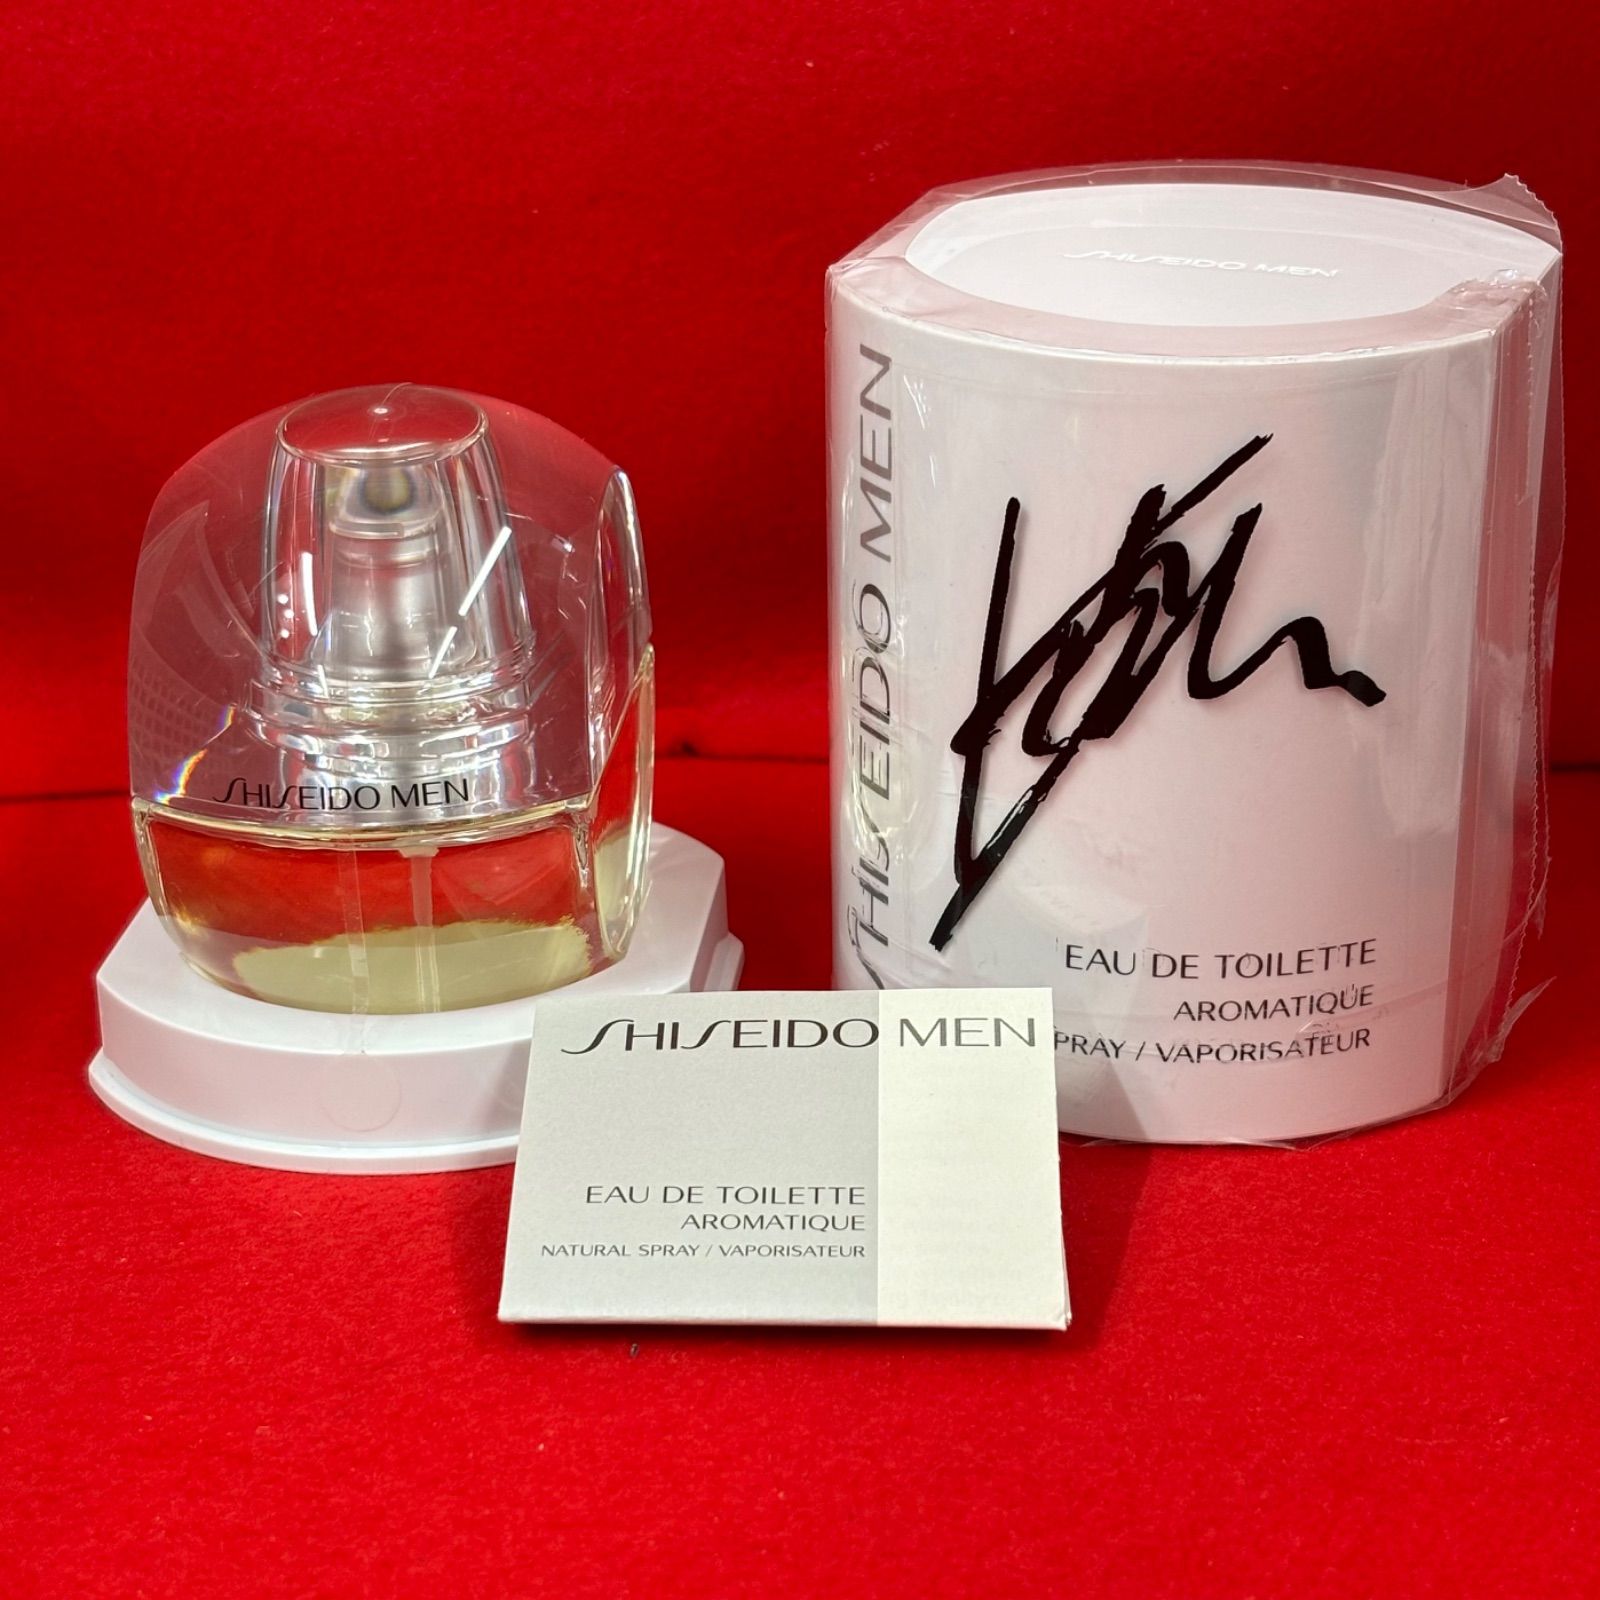 SHISEIDO MEN
SHISEIDO MEN
SHISEIDO MEN
EAU DE TOILETTE
AROMATIQUE
SPRAY / VAPORISATEUR
SHISEIDO MEN
EAU DE TOILETTE
AROMATIQUE
NATURAL SPRAY / VAPORISATEUR